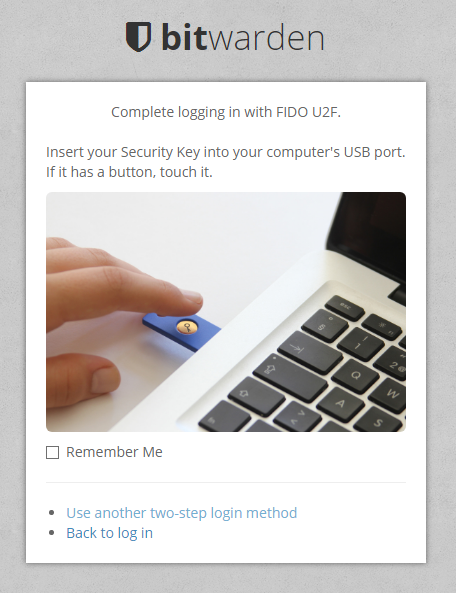 bitwarden
Complete logging in with FIDO U2F.
Insert your Security Key into your computer's USB port.
If it has a button, touch it.
Q
W
A
S
Remember Me
Use another two-step login method
Back to log in